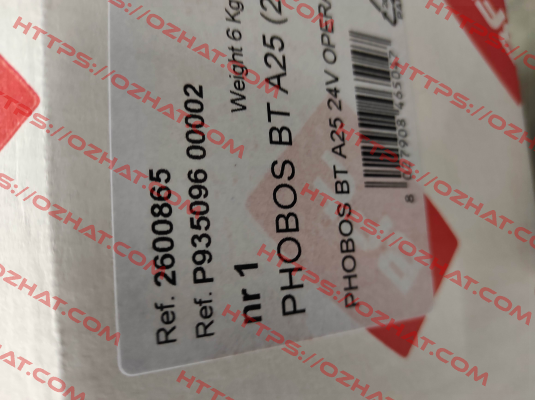 Ref. 2600865
Ref. P935096 00002
Weight 6 Kg
nr 1
PHOBOS BT A25 (2
PHOBOS BT A25 24V OPERA
HTTPS://OZHAT.COM